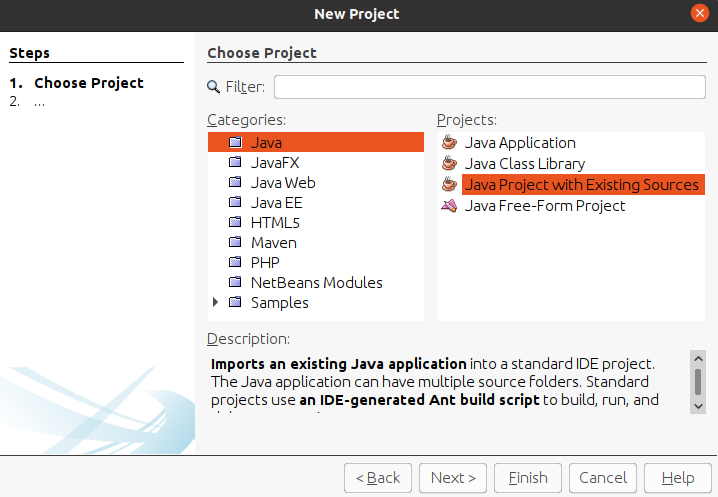 New Project
Steps
1. Choose Project
2. ...
Choose Project
Filter:
Categories:
Java
JavaFX
Java Web
Java EE
HTML5
Maven
PHP
NetBeans Modules
Samples
Projects:
Java Application
Java Class Library
Java Project with Existing Sources
Java Free-Form Project
Description:
Imports an existing Java application into a standard IDE project.
The Java application can have multiple source folders. Standard
projects use an IDE-generated Ant build script to build, run, and
< Back
Next >
Finish
Cancel
Help